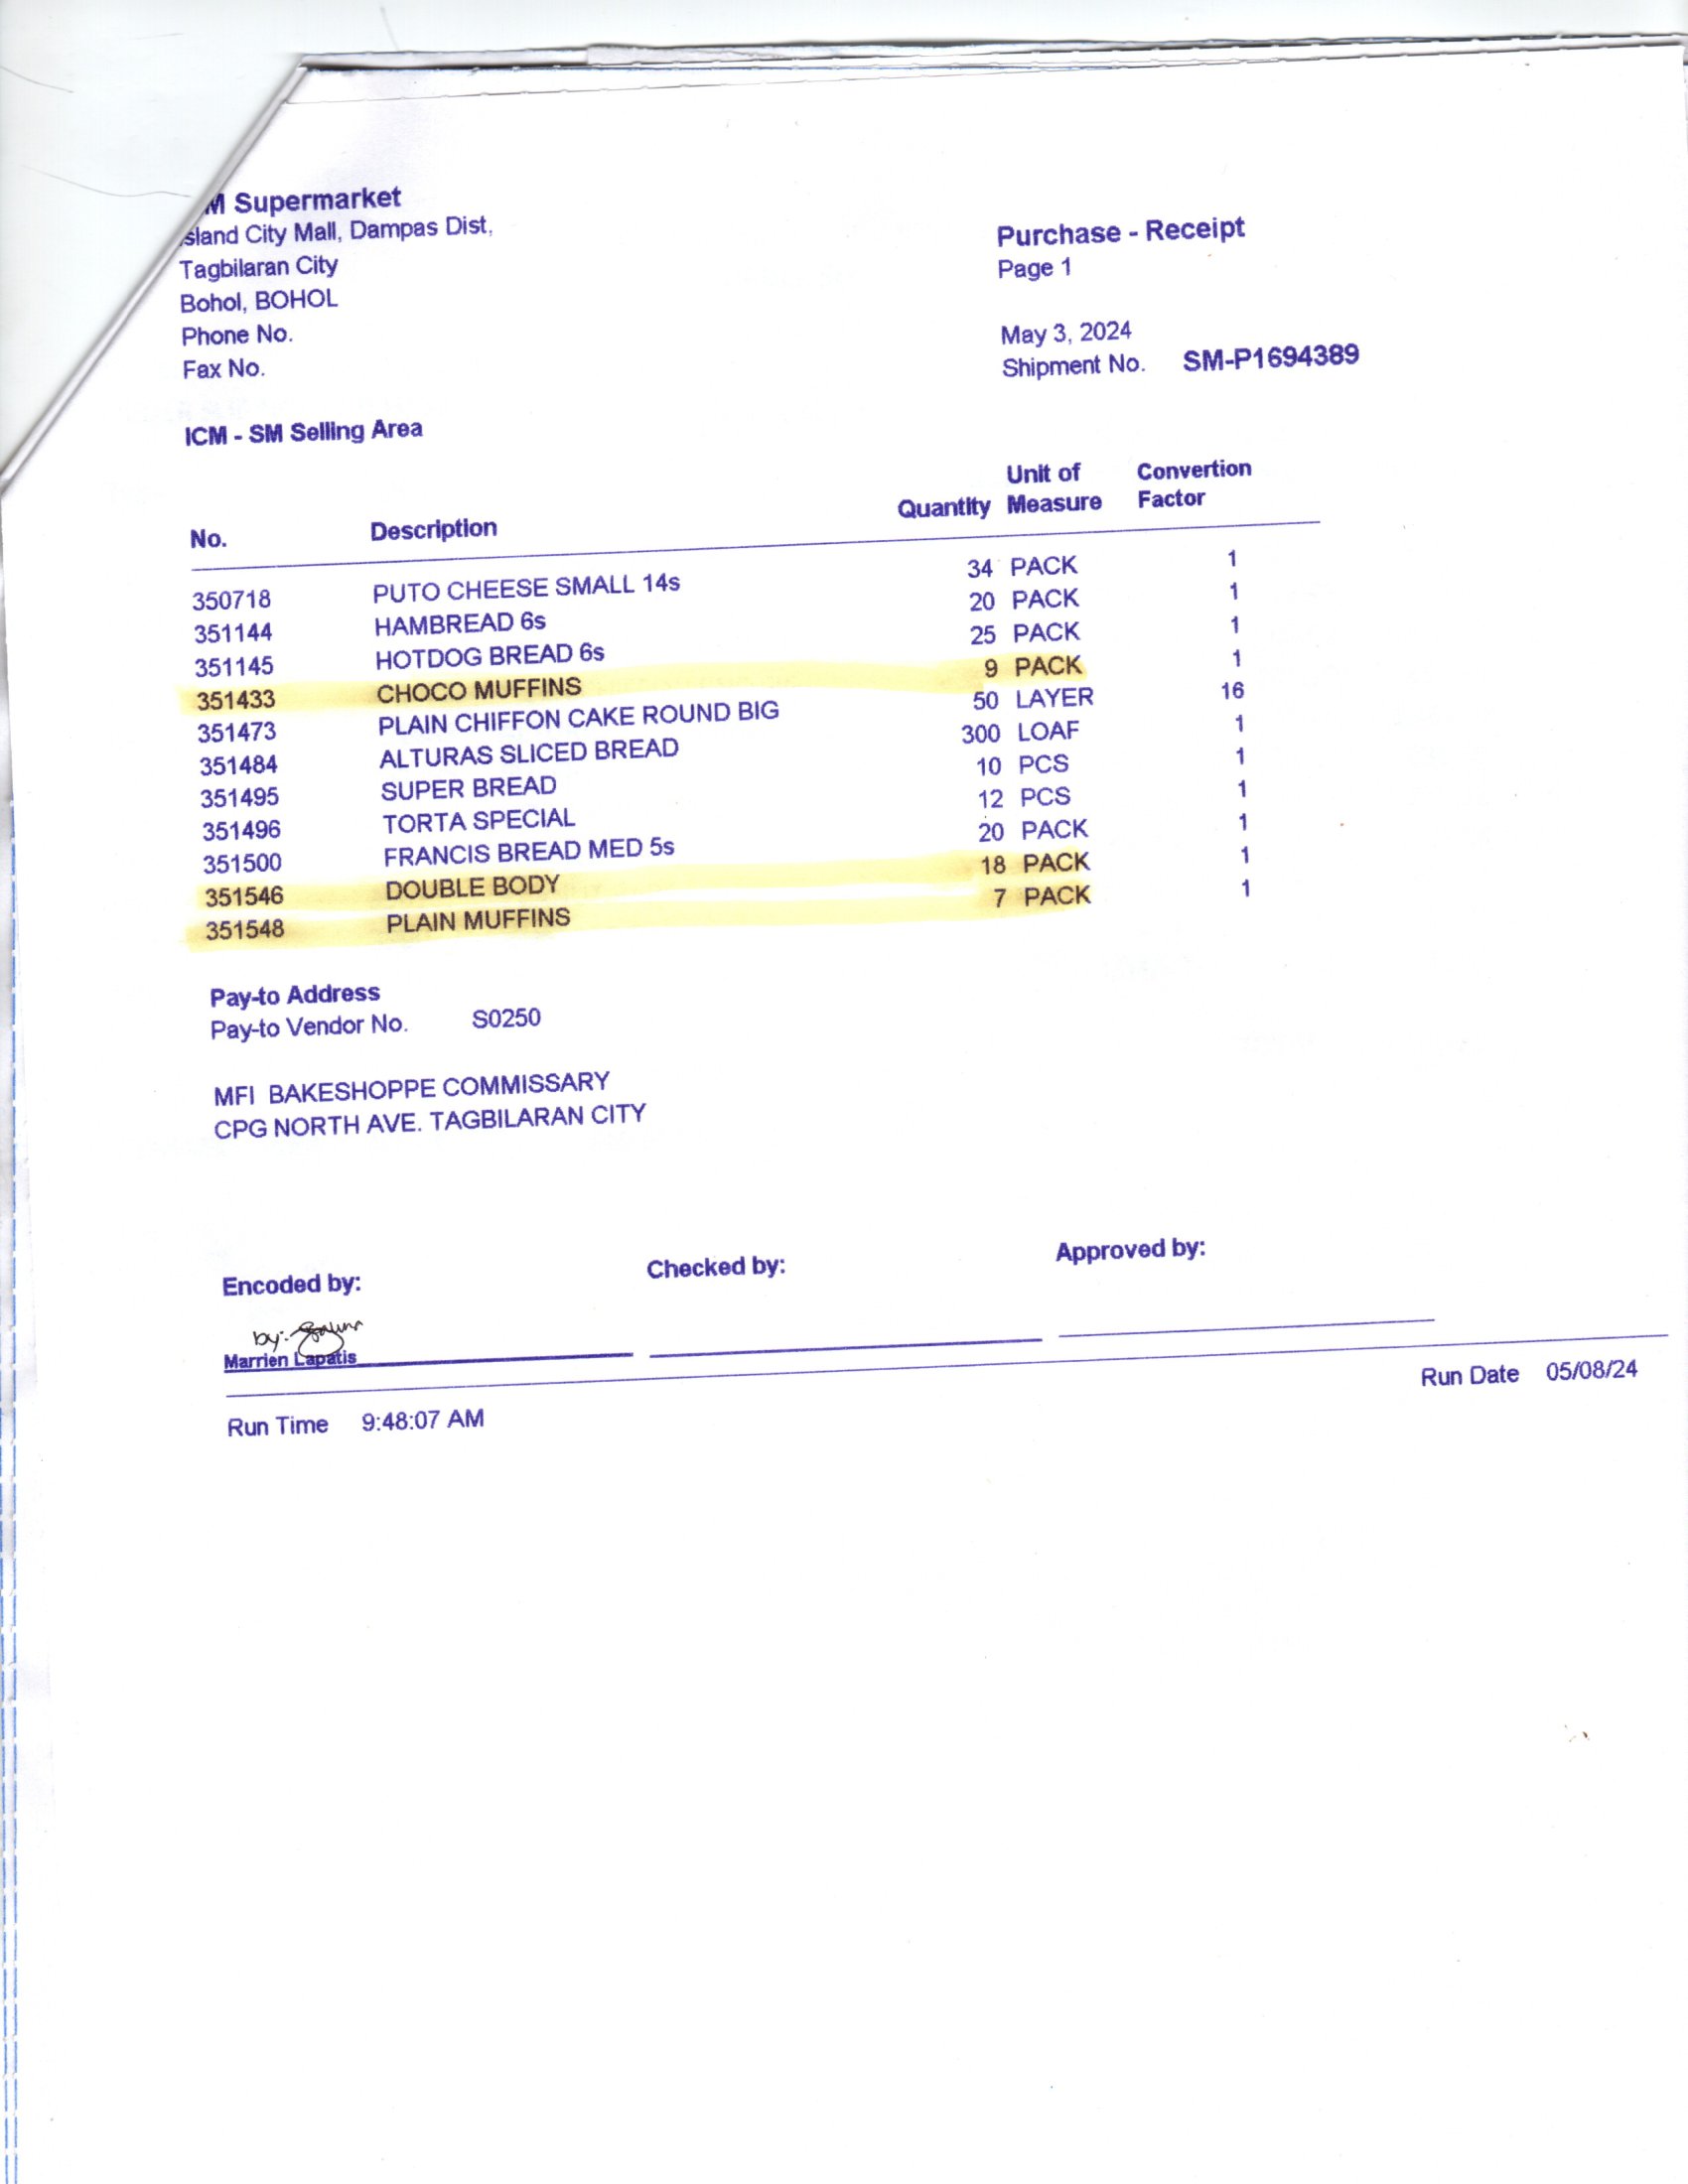 M Supermarket
sland City Mall, Dampas Dist,
Tagbilaran City
Bohol, BOHOL
Phone No.
Fax No.
Purchase - Receipt
Page 1
May 3, 2024
Shipment No. SM-P1694389
ICM - SM Selling Area
No. Description Quantity Unit of Measure Convertion Factor
350718 PUTO CHEESE SMALL 14s 34 PACK 1
351144 HAMBREAD 6s 20 PACK 1
351145 HOTDOG BREAD 6s 25 PACK 1
351433 CHOCO MUFFINS 9 PACK 1
351473 PLAIN CHIFFON CAKE ROUND BIG 50 LAYER 16
351484 ALTURAS SLICED BREAD 300 LOAF 1
351495 SUPER BREAD 10 PCS 1
351496 TORTA SPECIAL 12 PCS 1
351500 FRANCIS BREAD MED 5s 20 PACK 1
351546 DOUBLE BODY 18 PACK 1
351548 PLAIN MUFFINS 7 PACK 1
Pay-to Address
Pay-to Vendor No. S0250
MFI BAKESHOPPE COMMISSARY
CPG NORTH AVE. TAGBILARAN CITY
Encoded by: Checked by: Approved by:
by:
Marrien Lapatis
Run Date 05/08/24
Run Time 9:48:07 AM